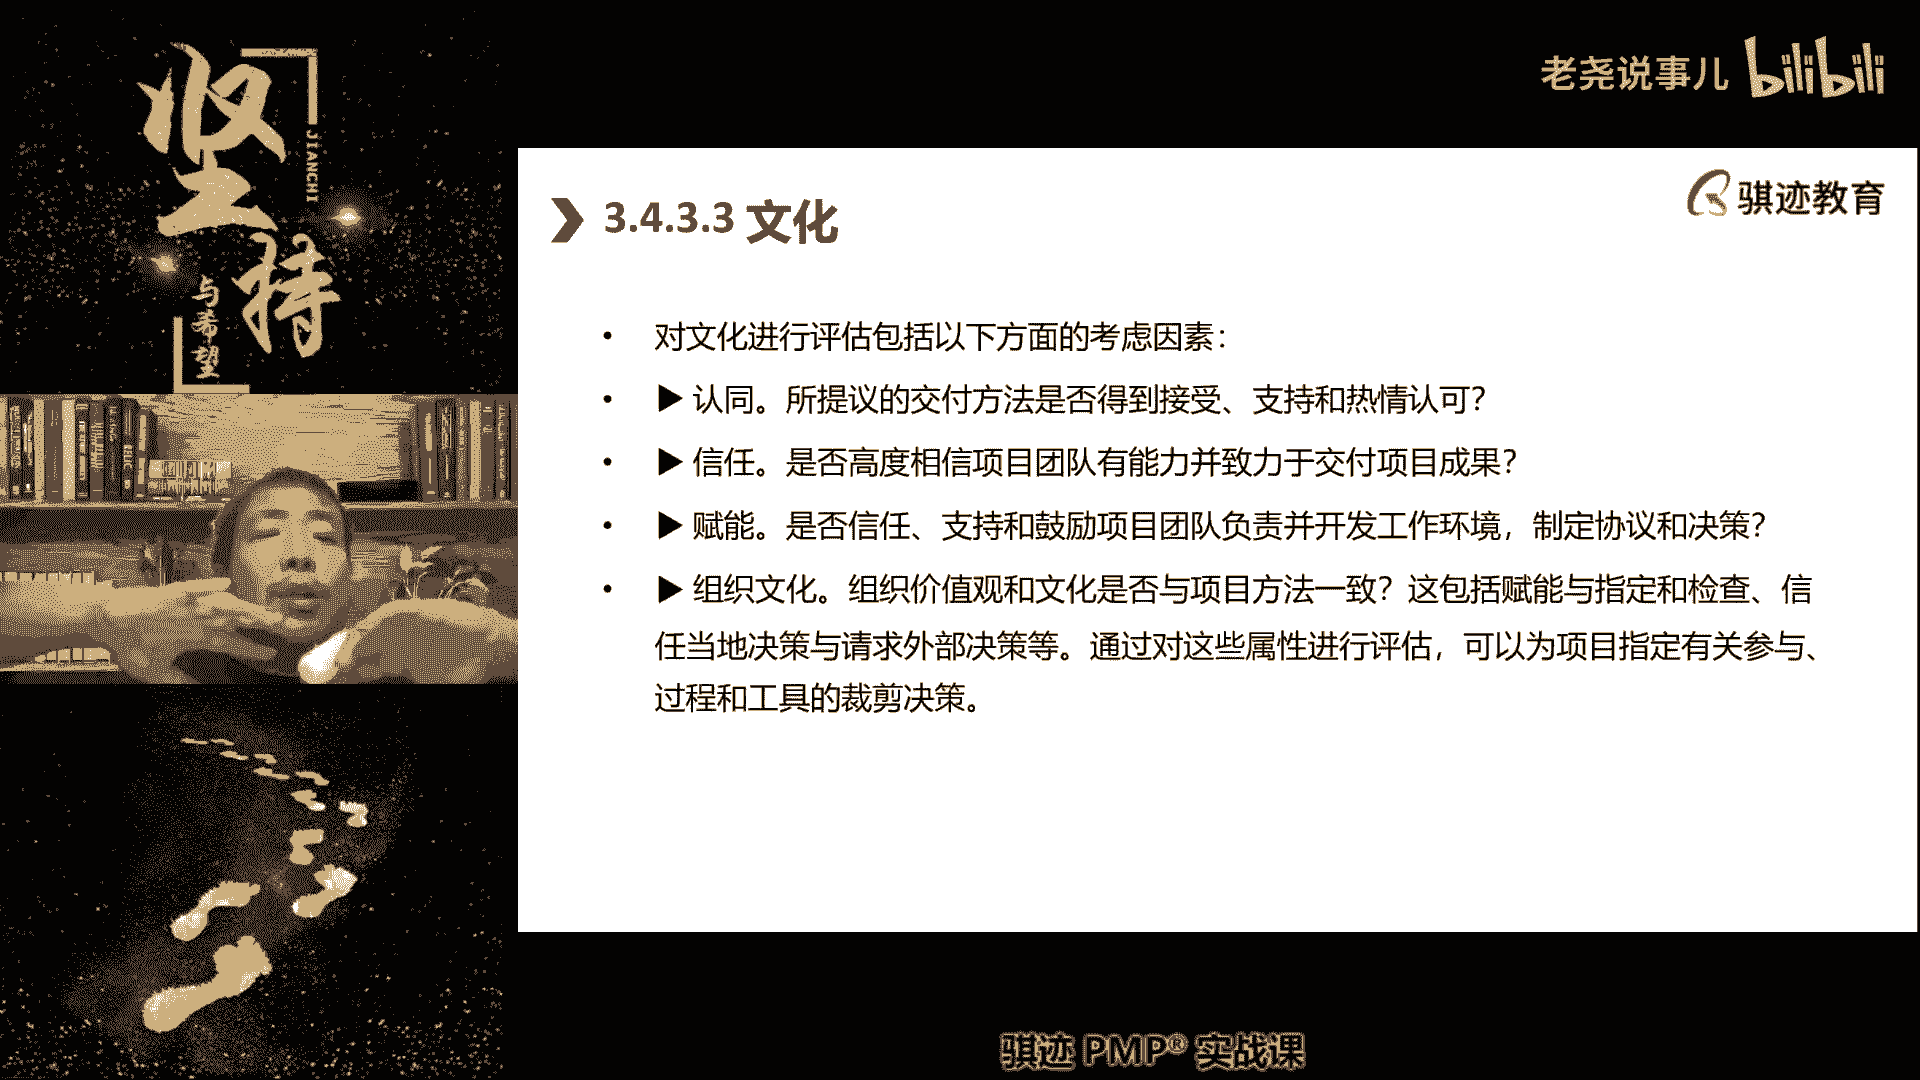 坚持
JIANCHI
与希望
老尧说事儿 bilibili
骐迹教育
3.4.3.3 文化
• 对文化进行评估包括以下方面的考虑因素：
• ▶ 认同。所提议的交付方法是否得到接受、支持和热情认可？
• ▶ 信任。是否高度相信项目团队有能力并致力于交付项目成果？
• ▶ 赋能。是否信任、支持和鼓励项目团队负责并开发工作环境，制定协议和决策？
• ▶ 组织文化。组织价值观和文化是否与项目方法一致？这包括赋能与指定和检查、信
任当地决策与请求外部决策等。通过对这些属性进行评估，可以为项目指定有关参与、
过程和工具的裁剪决策。
骐迹 PMP® 实战课